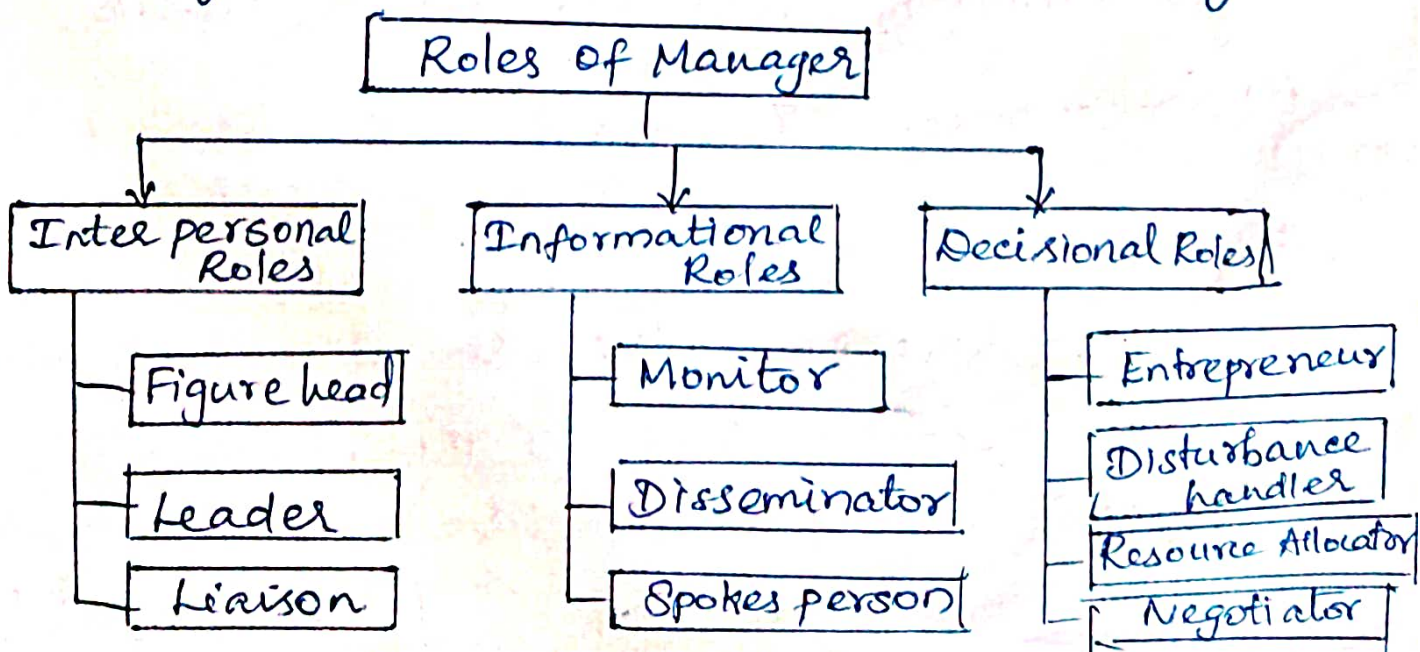 Roles of Manager
Inter personal
Roles
Informational
Roles
Decisional Roles
Figure head
Leader
Liaison
Monitor
Disseminator
Spokes person
Entrepreneur
Disturbance
handler
Resource Allocator
Negotiator